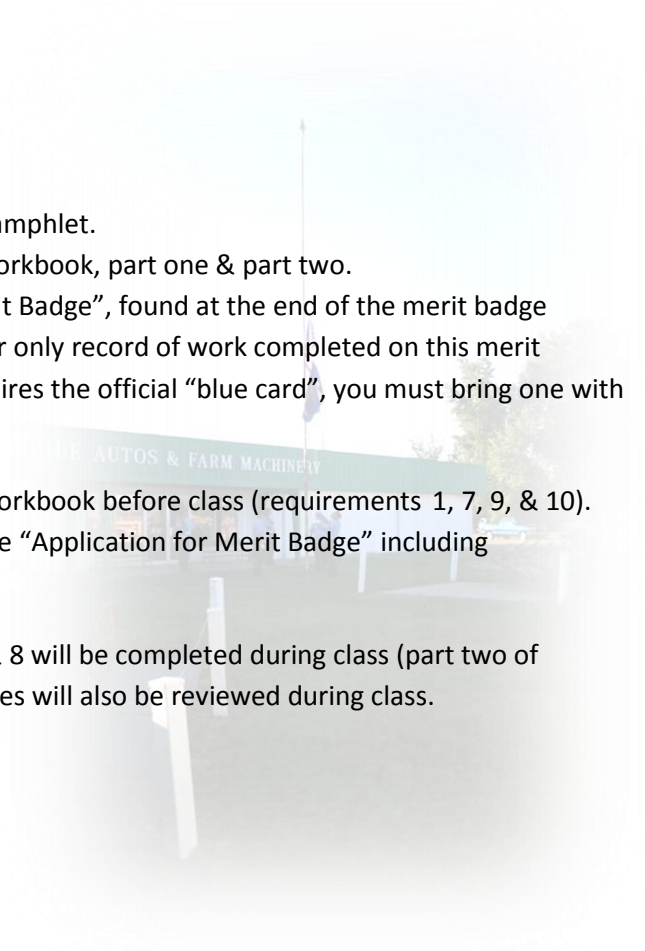 amphlet.
orkbook, part one & part two.
t Badge”, found at the end of the merit badge
r only record of work completed on this merit
ires the official “blue card”, you must bring one with
AUTOS & FARM MACHINERY
orkbook before class (requirements 1, 7, 9, & 10).
e “Application for Merit Badge” including
8 will be completed during class (part two of
es will also be reviewed during class.